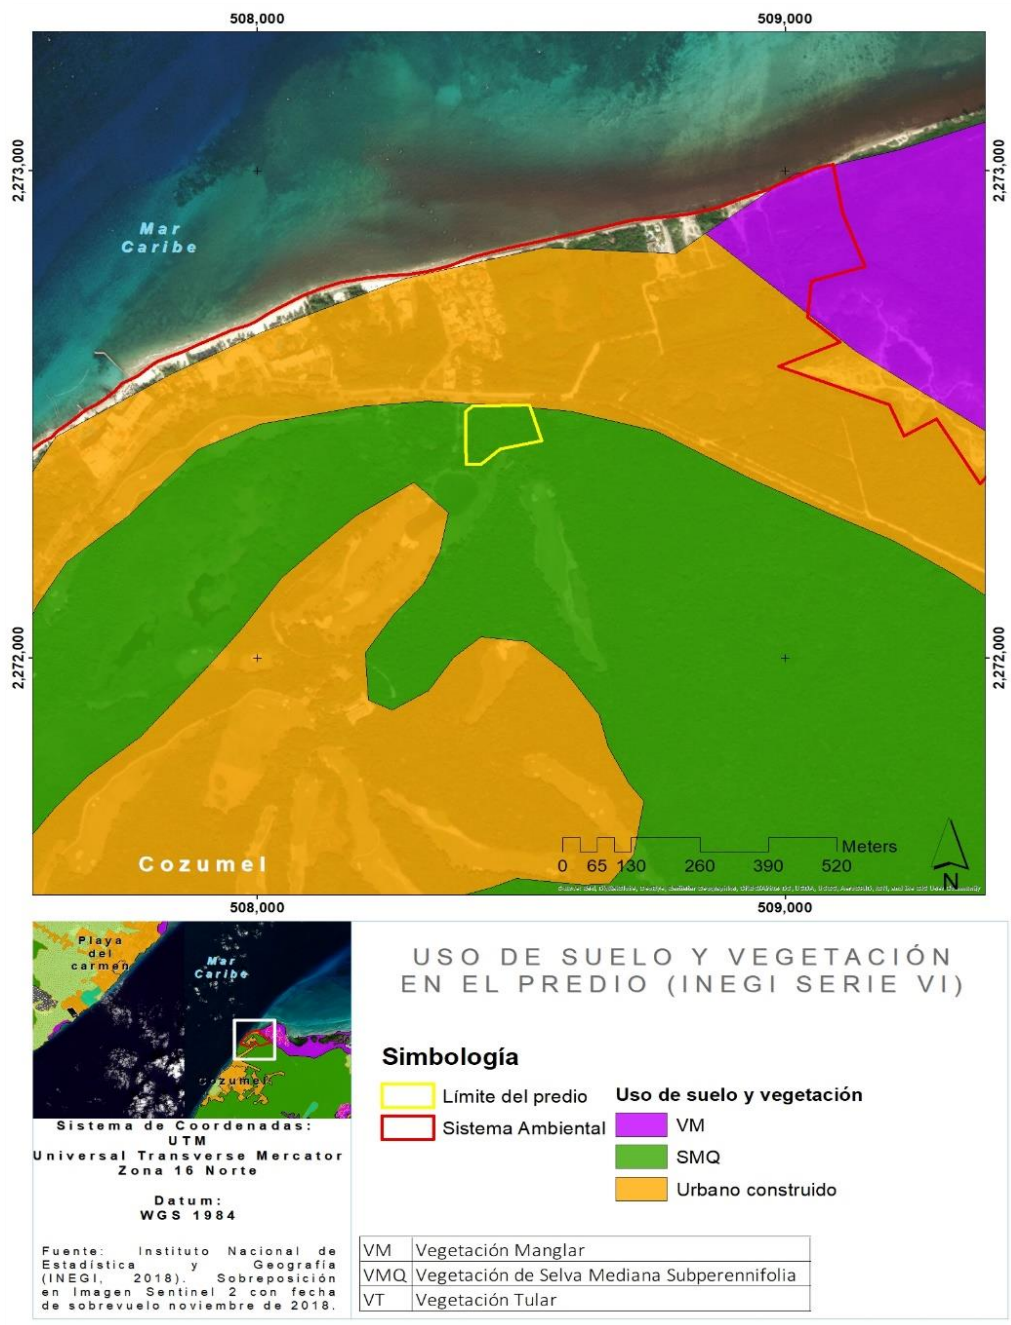 508,000 509,000
2,273,000 2,273,000
Mar
Caribe
2,272,000 2,272,000
Cozumel
Meters
0 65 130 260 390 520
N
508,000 509,000
Playa
del
carmen
Mar
Caribe
Cozumel
Sistema de Coordenadas:
UTM
Universal Transverse Mercator
Zona 16 Norte
Datum:
WGS 1984
Fuente: Instituto Nacional de
Estadística y Geografía
(INEGI, 2018). Sobreposición
en Imagen Sentinel 2 con fecha
de sobrevuelo noviembre de 2018.
USO DE SUELO Y VEGETACIÓN
EN EL PREDIO (INEGI SERIE VI)
Simbología
Límite del predio
Sistema Ambiental
Uso de suelo y vegetación
VM
SMQ
Urbano construido
VM Vegetación Manglar
VMQ Vegetación de Selva Mediana Subperennifolia
VT Vegetación Tular